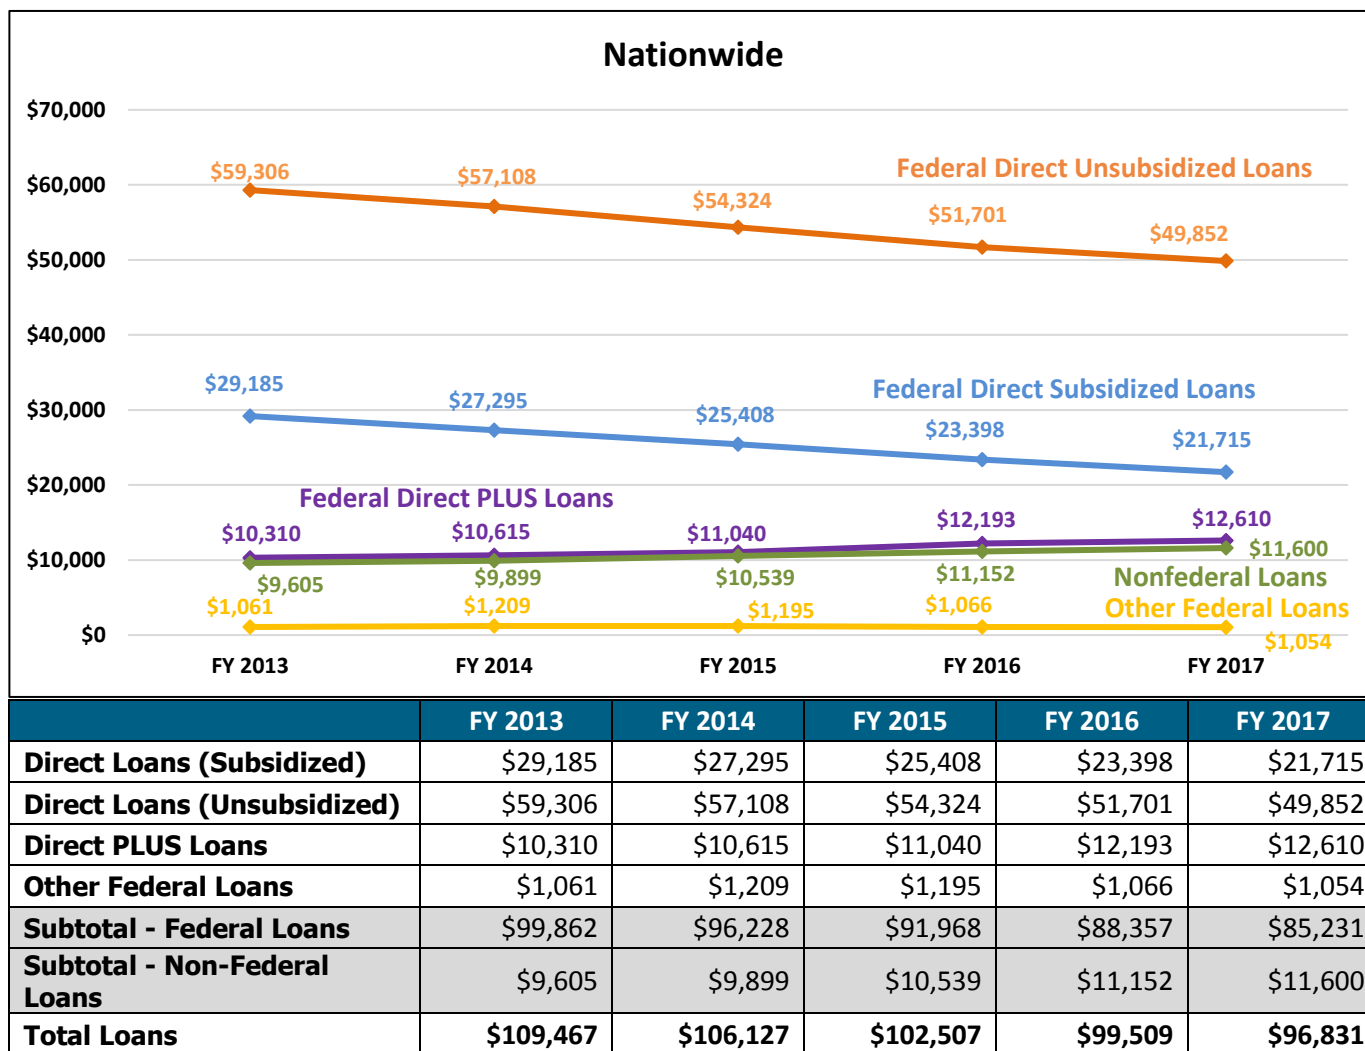 Nationwide
$70,000
$60,000
$50,000
$40,000
$30,000
$20,000
$10,000
$0
Federal Direct Unsubsidized Loans
$59,306
$57,108
$54,324
$51,701
$49,852
Federal Direct Subsidized Loans
$29,185
$27,295
$25,408
$23,398
$21,715
Federal Direct PLUS Loans
$10,310
$10,615
$11,040
$12,193
$12,610
$9,605
$9,899
$10,539
$11,152
$11,600
Nonfederal Loans
Other Federal Loans
$1,061
$1,209
$1,195
$1,066
$1,054
FY 2013 FY 2014 FY 2015 FY 2016 FY 2017
FY 2013 FY 2014 FY 2015 FY 2016 FY 2017
Direct Loans (Subsidized) $29,185 $27,295 $25,408 $23,398 $21,715
Direct Loans (Unsubsidized) $59,306 $57,108 $54,324 $51,701 $49,852
Direct PLUS Loans $10,310 $10,615 $11,040 $12,193 $12,610
Other Federal Loans $1,061 $1,209 $1,195 $1,066 $1,054
Subtotal - Federal Loans $99,862 $96,228 $91,968 $88,357 $85,231
Subtotal - Non-Federal
Loans $9,605 $9,899 $10,539 $11,152 $11,600
Total Loans $109,467 $106,127 $102,507 $99,509 $96,831